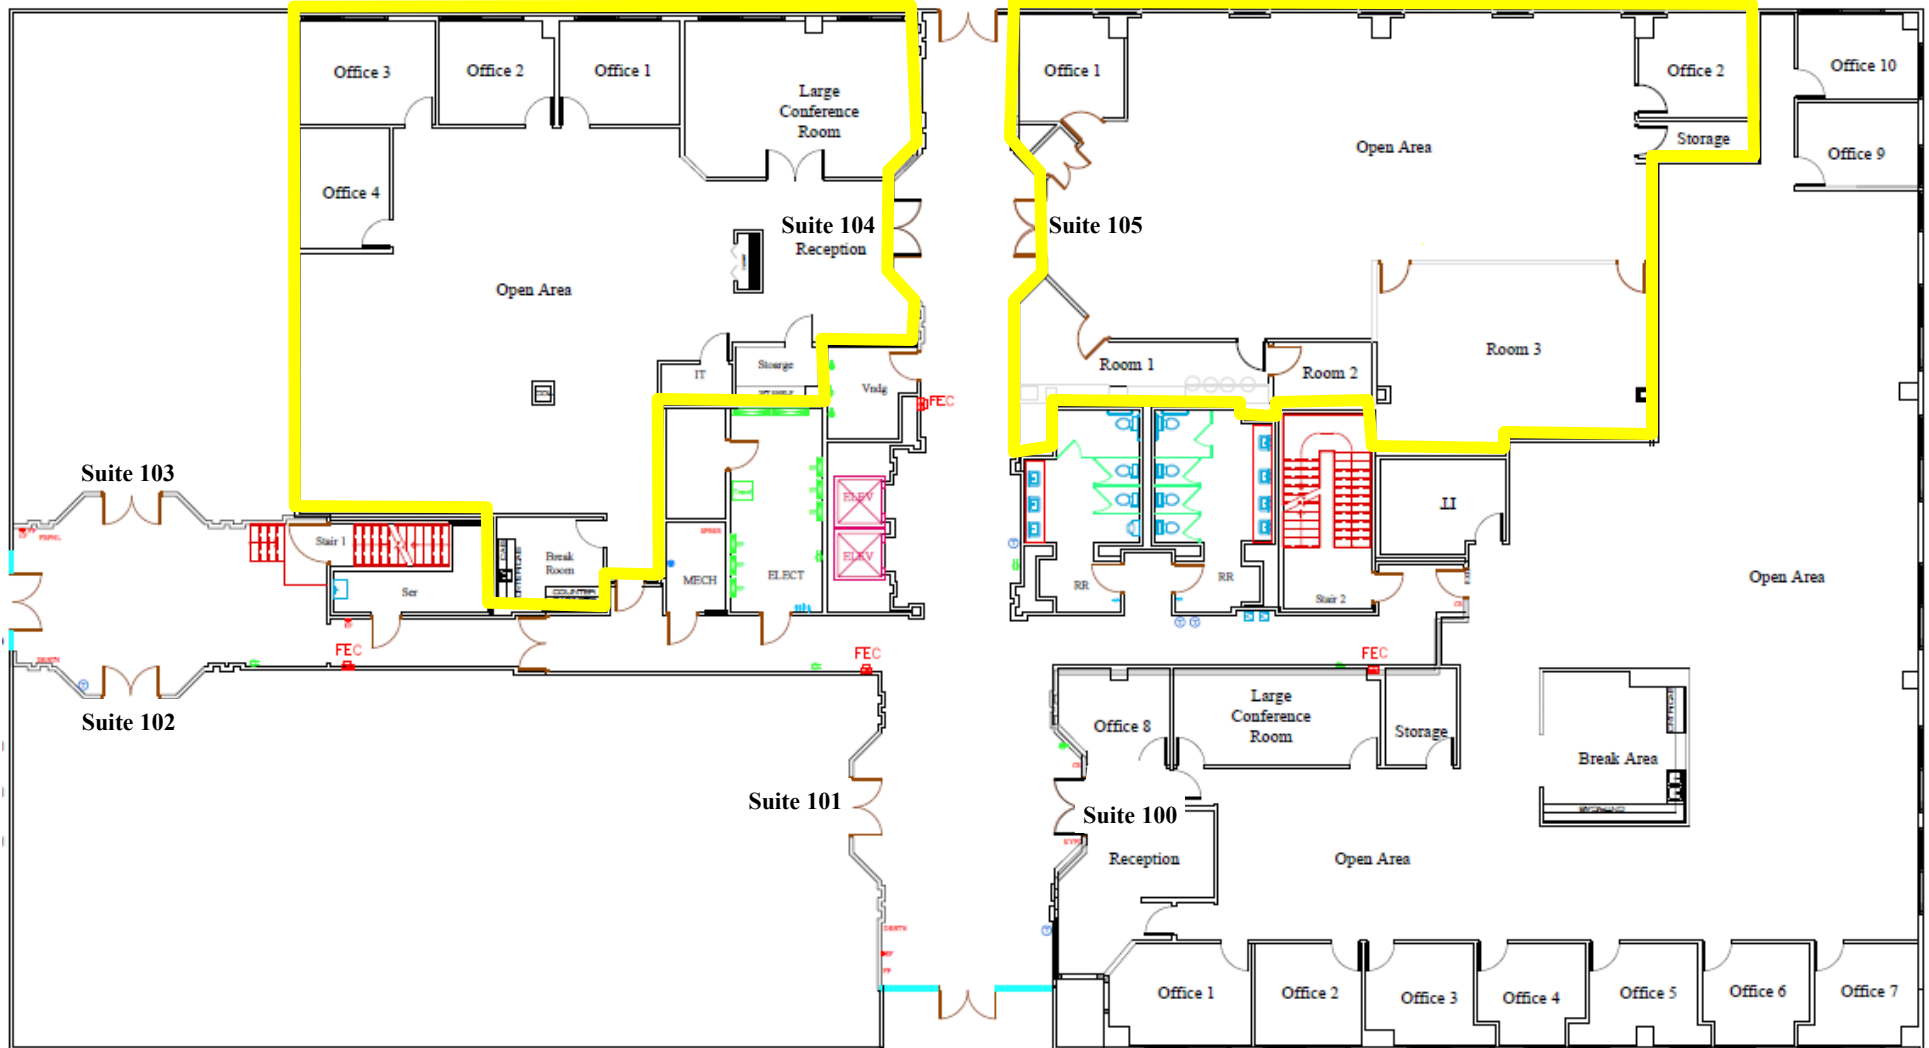 Office 3
Office 2
Office 1
Large
Conference
Room
Office 4
Suite 104
Reception
Open Area
IT
Stoarge
Vndg
FEC
Office 1
Office 2
Storage
Open Area
Suite 105
Room 1
Room 2
Room 3
Office 10
Office 9
Suite 103
Stair 1
Ser
Break
Room
COUNTER
MECH
ELECT
ELEV
ELEV
FEC
FEC
RR
RR
Stair 2
IT
FEC
Open Area
Suite 102
Suite 101
Suite 100
Office 8
Large
Conference
Room
Storage
Break Area
Reception
Open Area
Office 1
Office 2
Office 3
Office 4
Office 5
Office 6
Office 7